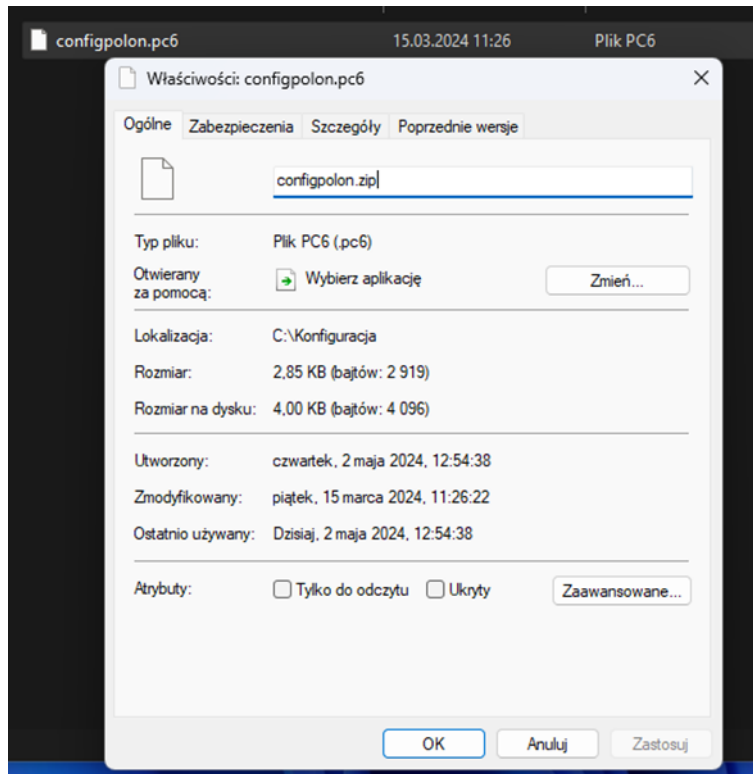 configpolon.pc6 15.03.2024 11:26 Plik PC6
Właściwości: configpolon.pc6
Ogólne Zabezpieczenia Szczegóły Poprzednie wersje
configpolon.zip
Typ pliku: Plik PC6 (.pc6)
Otwierany za pomocą: Wybierz aplikację Zmień...
Lokalizacja: C:\Konfiguracja
Rozmiar: 2,85 KB (bajtów: 2 919)
Rozmiar na dysku: 4,00 KB (bajtów: 4 096)
Utworzony: czwartek, 2 maja 2024, 12:54:38
Zmodyfikowany: piątek, 15 marca 2024, 11:26:22
Ostatnio używany: Dzisiaj, 2 maja 2024, 12:54:38
Atrybuty: Tylko do odczytu Ukryty Zaawansowane...
OK Anuluj Zastosuj